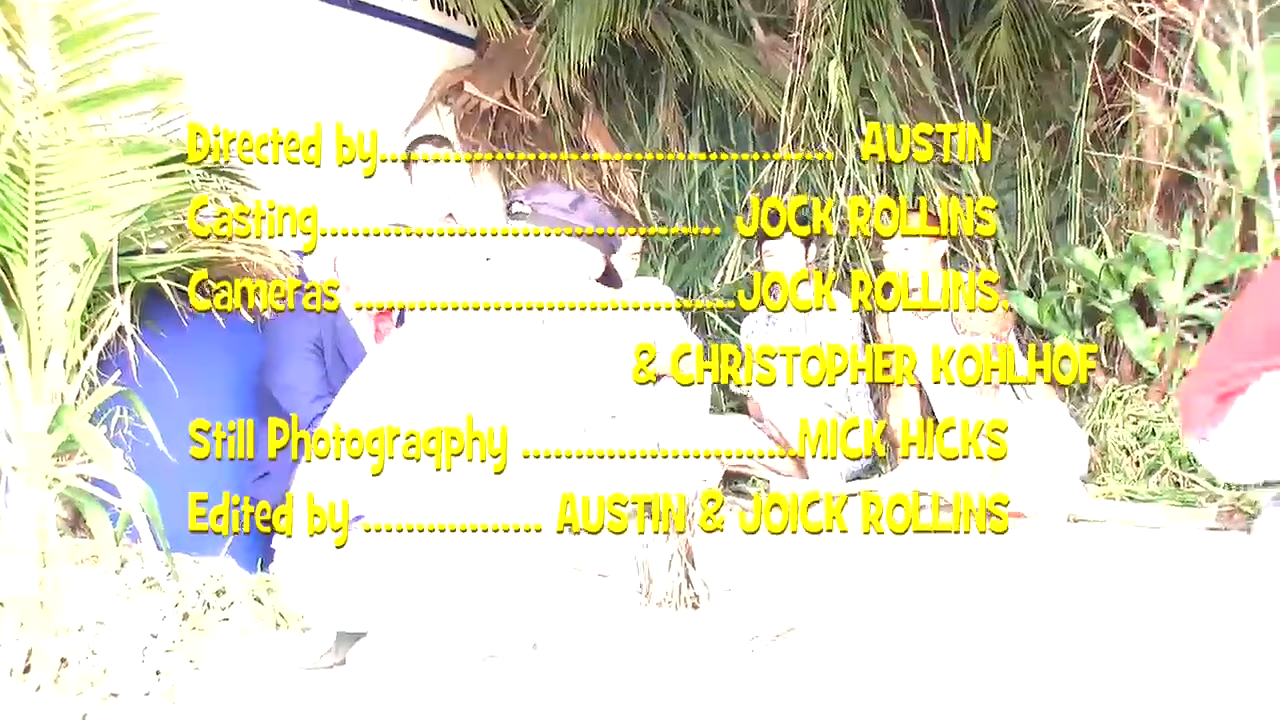 Directed by........................................... AUSTIN
Casting...................................... JOCK ROLLINS
Cameras ....................................JOCK ROLLINS.
& CHRISTOPHER KOHLHOF
Still Photograqphy ..........................MICK HICKS
Edited by ................. AUSTIN & JOICK ROLLINS